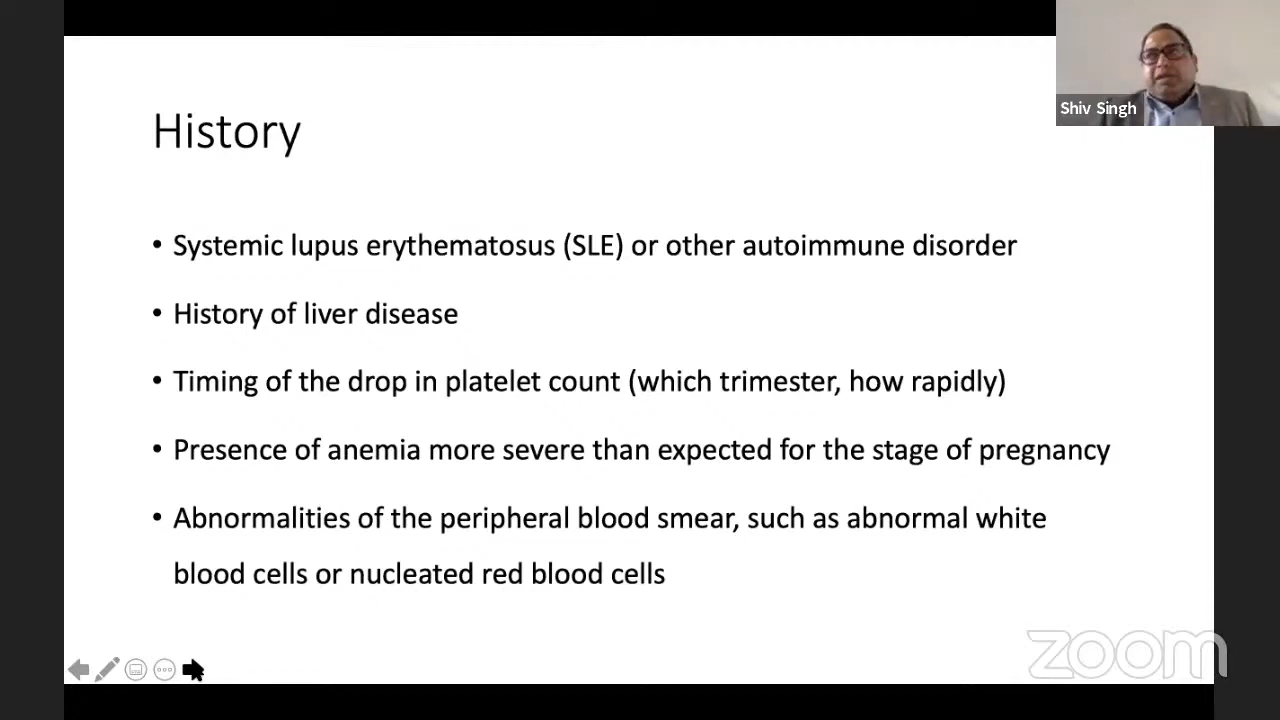 Shiv Singh
History
• Systemic lupus erythematosus (SLE) or other autoimmune disorder
• History of liver disease
• Timing of the drop in platelet count (which trimester, how rapidly)
• Presence of anemia more severe than expected for the stage of pregnancy
• Abnormalities of the peripheral blood smear, such as abnormal white
blood cells or nucleated red blood cells
zoom